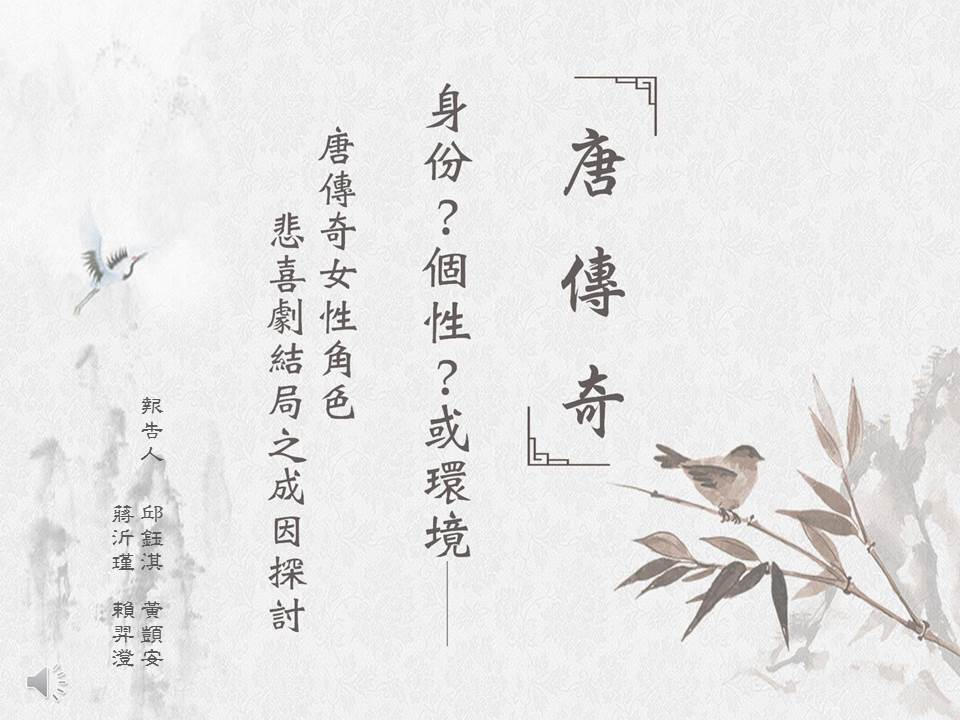 唐傳奇
身份？個性？或環境——
唐傳奇女性角色
悲喜劇結局之成因探討
報告人　邱鈺淇　黃顗安
蔣沂瑾　賴羿澄